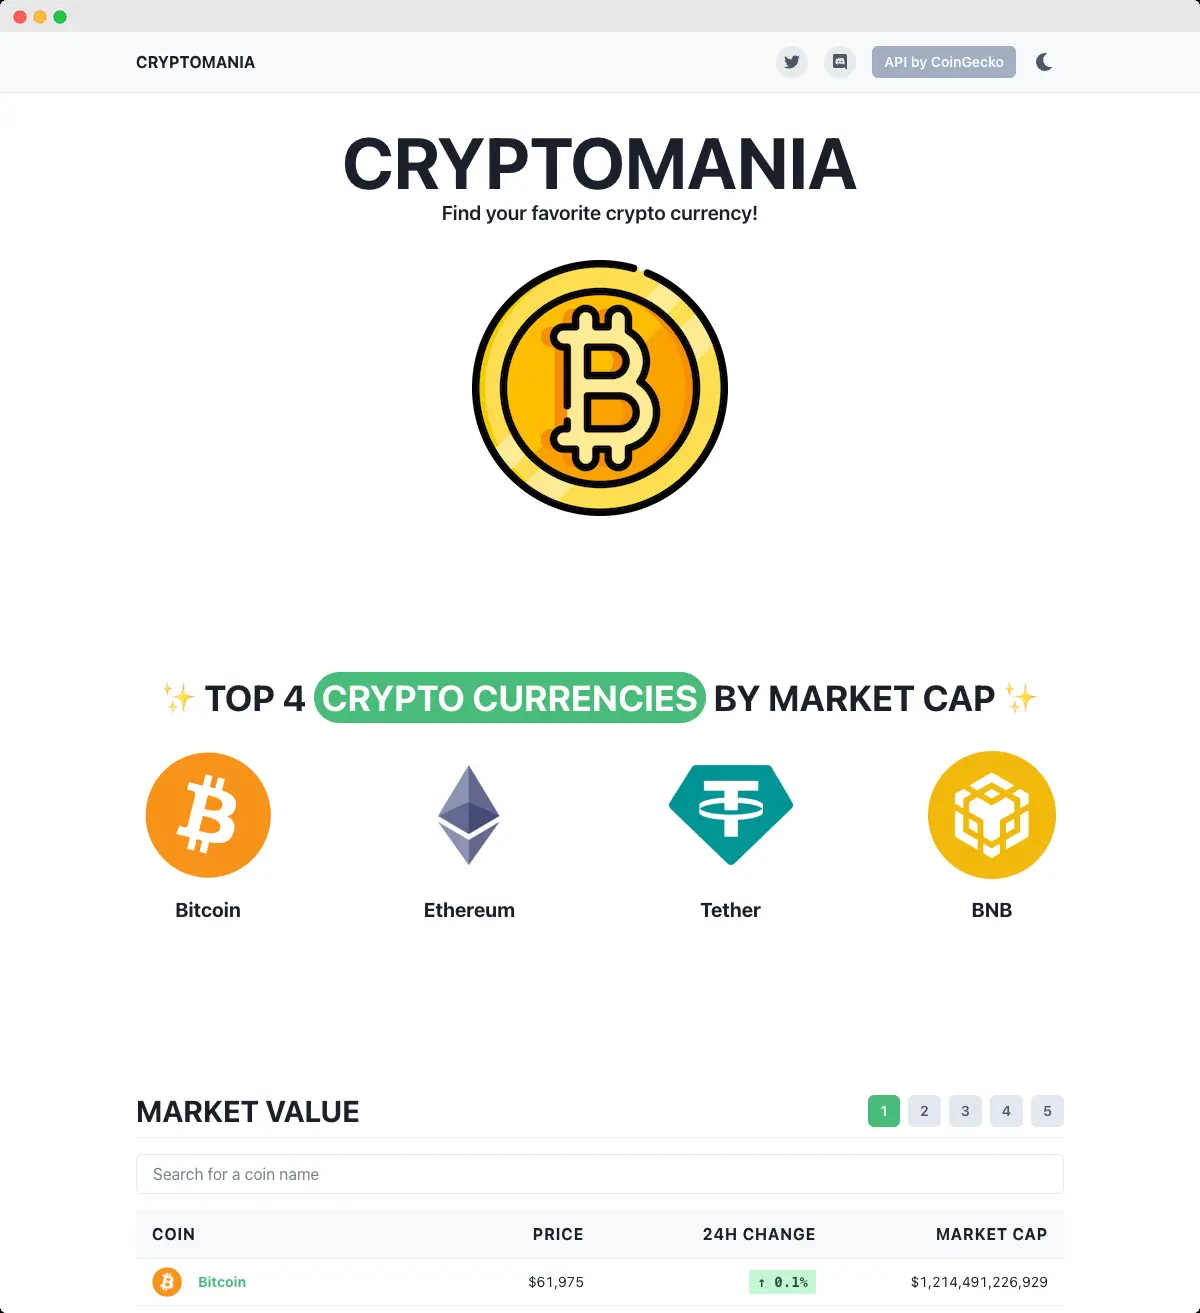 CRYPTOMANIA
API by CoinGecko
CRYPTOMANIA
Find your favorite crypto currency!
✨ TOP 4 CRYPTO CURRENCIES BY MARKET CAP ✨
Bitcoin Ethereum Tether BNB
MARKET VALUE 1 2 3 4 5
Search for a coin name
COIN PRICE 24H CHANGE MARKET CAP
Bitcoin $61,975 ↑ 0.1% $1,214,491,226,929